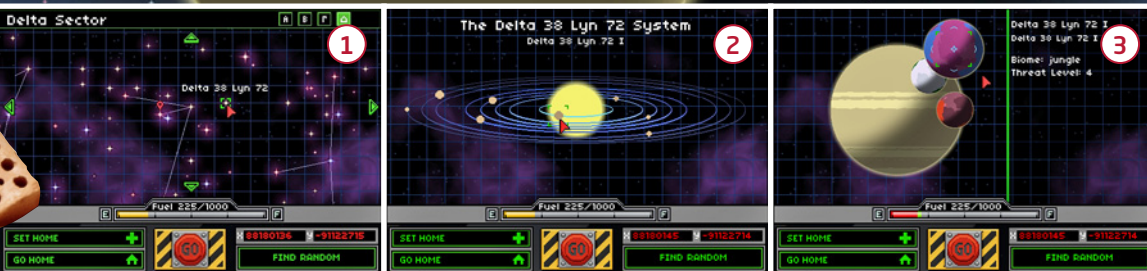 Delta Sector
A B Γ Δ
1
Delta 38 Lyn 72
E Fuel 225/1000 F
SET HOME
GO HOME
GO
X 88180136 Y -91122715
FIND RANDOM
The Delta 38 Lyn 72 System
Delta 38 Lyn 72 I
2
E Fuel 225/1000 F
SET HOME
GO HOME
GO
X 88180145 Y -91122714
FIND RANDOM
Delta 38 Lyn 72 I
Delta 38 Lyn 72 I
3
Biome: jungle
Threat Level: 4
E Fuel 225/1000 F
SET HOME
GO HOME
GO
X 88180145 Y -91122714
FIND RANDOM